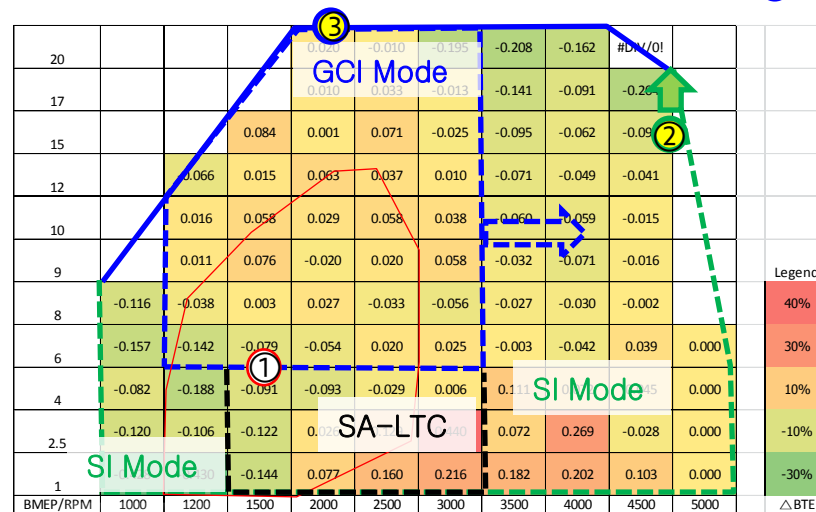 ③
0.020 -0.010 -0.195 -0.208 -0.162 #DIV/0!
20
GCI Mode
0.010 0.033 -0.013 -0.141 -0.091
17
0.084 0.001 0.071 -0.025 -0.095 -0.062
②
15
0.066 0.015 0.063 0.037 0.010 -0.071 -0.049 -0.041
12
0.016 0.058 0.029 0.058 0.038 -0.060 -0.059 -0.015
10
0.011 0.076 -0.020 0.020 0.058 -0.032 -0.071 -0.016
9
Legend
-0.116 -0.038 0.003 0.027 -0.033 -0.056 -0.027 -0.030 -0.002 40%
8
-0.157 -0.142 -0.079 -0.054 0.020 0.025 -0.003 -0.042 0.039 0.000 30%
6
①
-0.082 -0.188 -0.091 -0.093 -0.029 0.006 0.000 10%
SI Mode
4
-0.120 -0.106 -0.122 0.072 0.269 -0.028 0.000 -10%
SA-LTC
2.5
SI Mode
-0.144 0.077 0.160 0.216 0.182 0.202 0.103 0.000 -30%
1
BMEP/RPM 1000 1200 1500 2000 2500 3000 3500 4000 4500 5000 △BTE